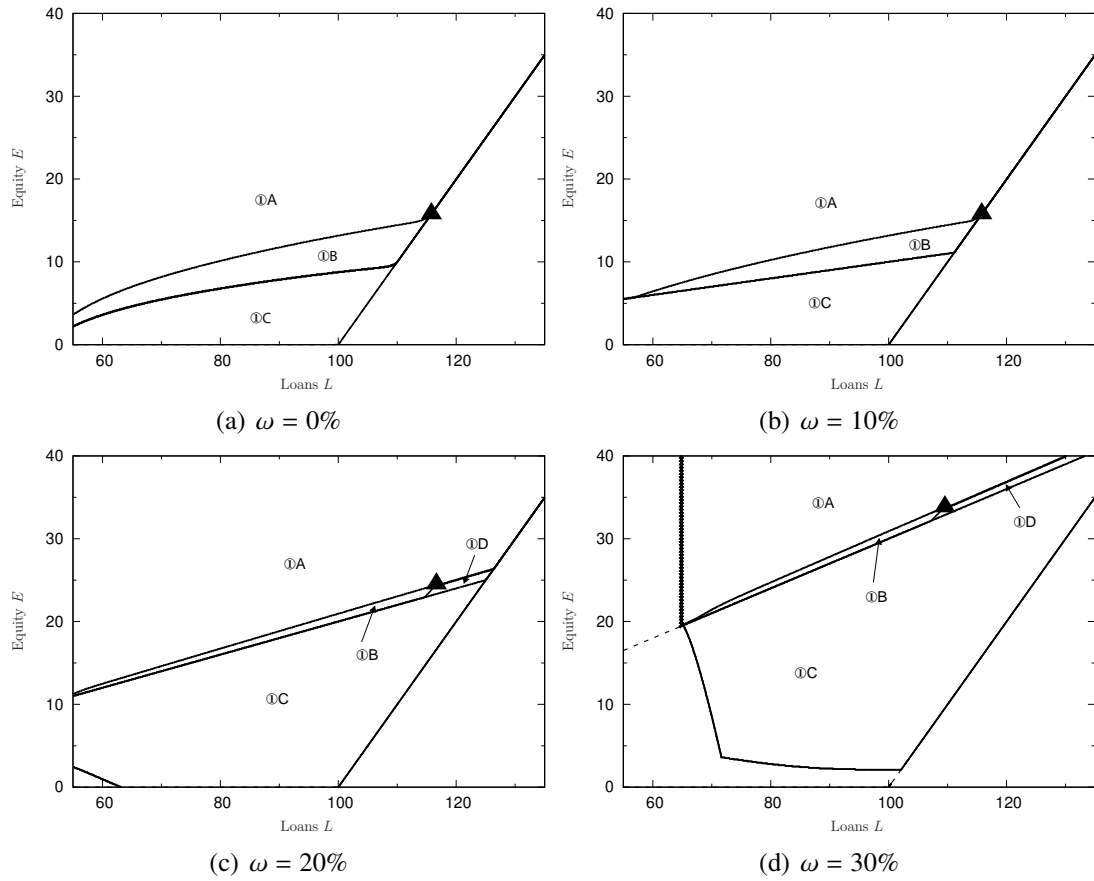 40
30
20
10
0
Equity E
①A
①B
①C
60 80 100 120
Loans L
(a) ω = 0%
40
30
20
10
0
Equity E
①A
①B
①C
60 80 100 120
Loans L
(b) ω = 10%
40
30
20
10
0
Equity E
①D
①A
①B
①C
60 80 100 120
Loans L
(c) ω = 20%
40
30
20
10
0
Equity E
①A
①D
①B
①C
60 80 100 120
Loans L
(d) ω = 30%